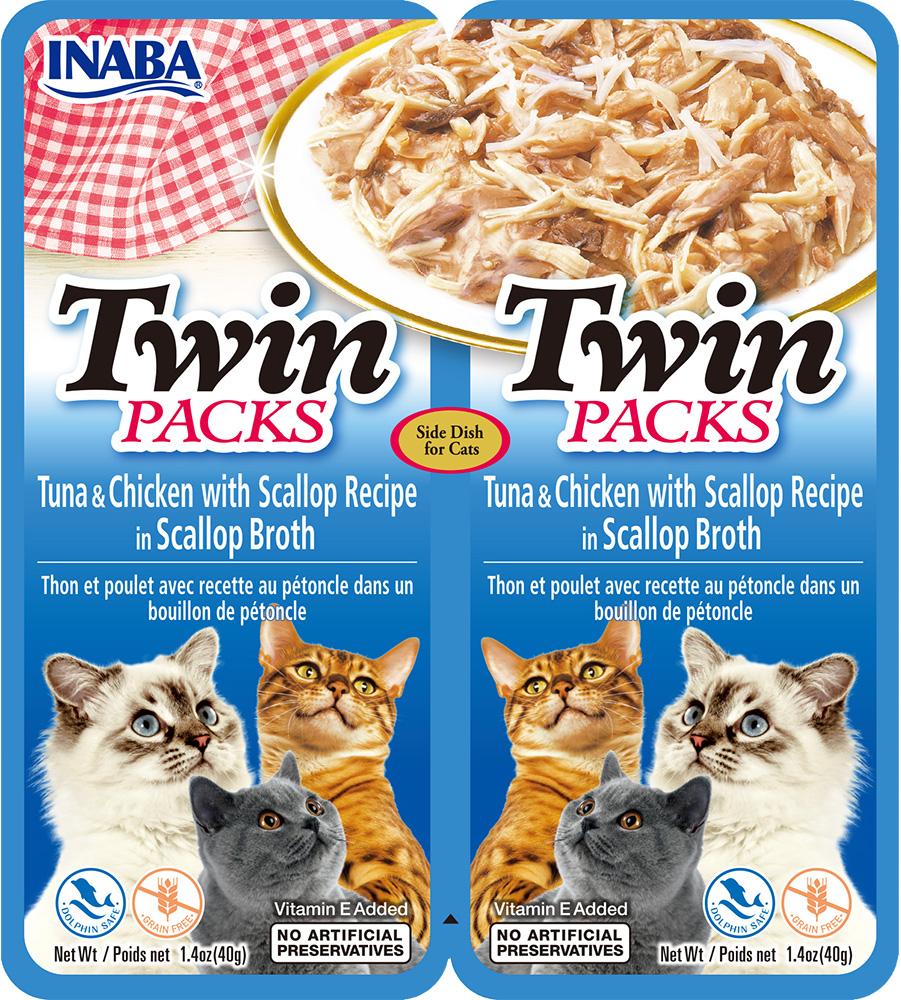 INABA®
Twin
PACKS
Twin
PACKS
Side Dish
for Cats
Tuna & Chicken with Scallop Recipe
in Scallop Broth
Thon et poulet avec recette au pétoncle dans un
bouillon de pétoncle
Tuna & Chicken with Scallop Recipe
in Scallop Broth
Thon et poulet avec recette au pétoncle dans un
bouillon de pétoncle
DOLPHIN SAFE
GRAIN FREE
Vitamin E Added
NO ARTIFICIAL
PRESERVATIVES
Net Wt / Poids net 1.4oz(40g)
Vitamin E Added
NO ARTIFICIAL
PRESERVATIVES
DOLPHIN SAFE
GRAIN FREE
Net Wt / Poids net 1.4oz(40g)